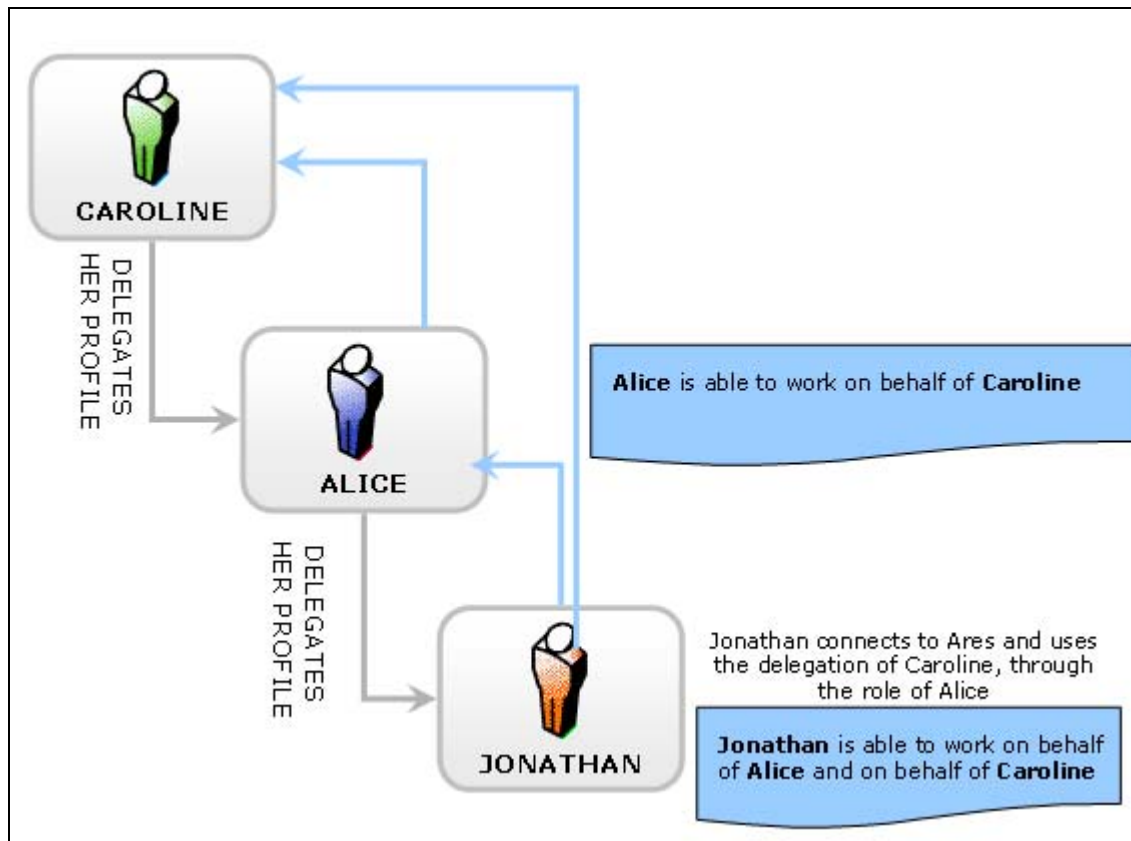 CAROLINE
DELEGATES
HER PROFILE
Alice is able to work on behalf of Caroline
ALICE
DELEGATES
HER PROFILE
Jonathan connects to Ares and uses
the delegation of Caroline, through
the role of Alice
Jonathan is able to work on behalf
of Alice and on behalf of Caroline
JONATHAN